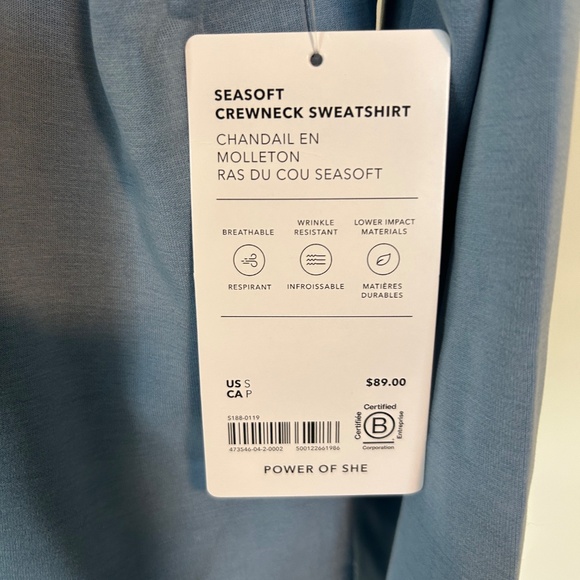 SEASOFT
CREWNECK SWEATSHIRT
CHANDAIL EN
MOLLETON
RAS DU COU SEASOFT
BREATHABLE
RESPIRANT
WRINKLE
RESISTANT
INFROISSABLE
LOWER IMPACT
MATERIALS
MATIÈRES
DURABLES
US S
CA P
$89.00
S188-0119
473546-04-2-0002 500122661986
Certified
Certifiée
B
Entreprise
Corporation
POWER OF SHE